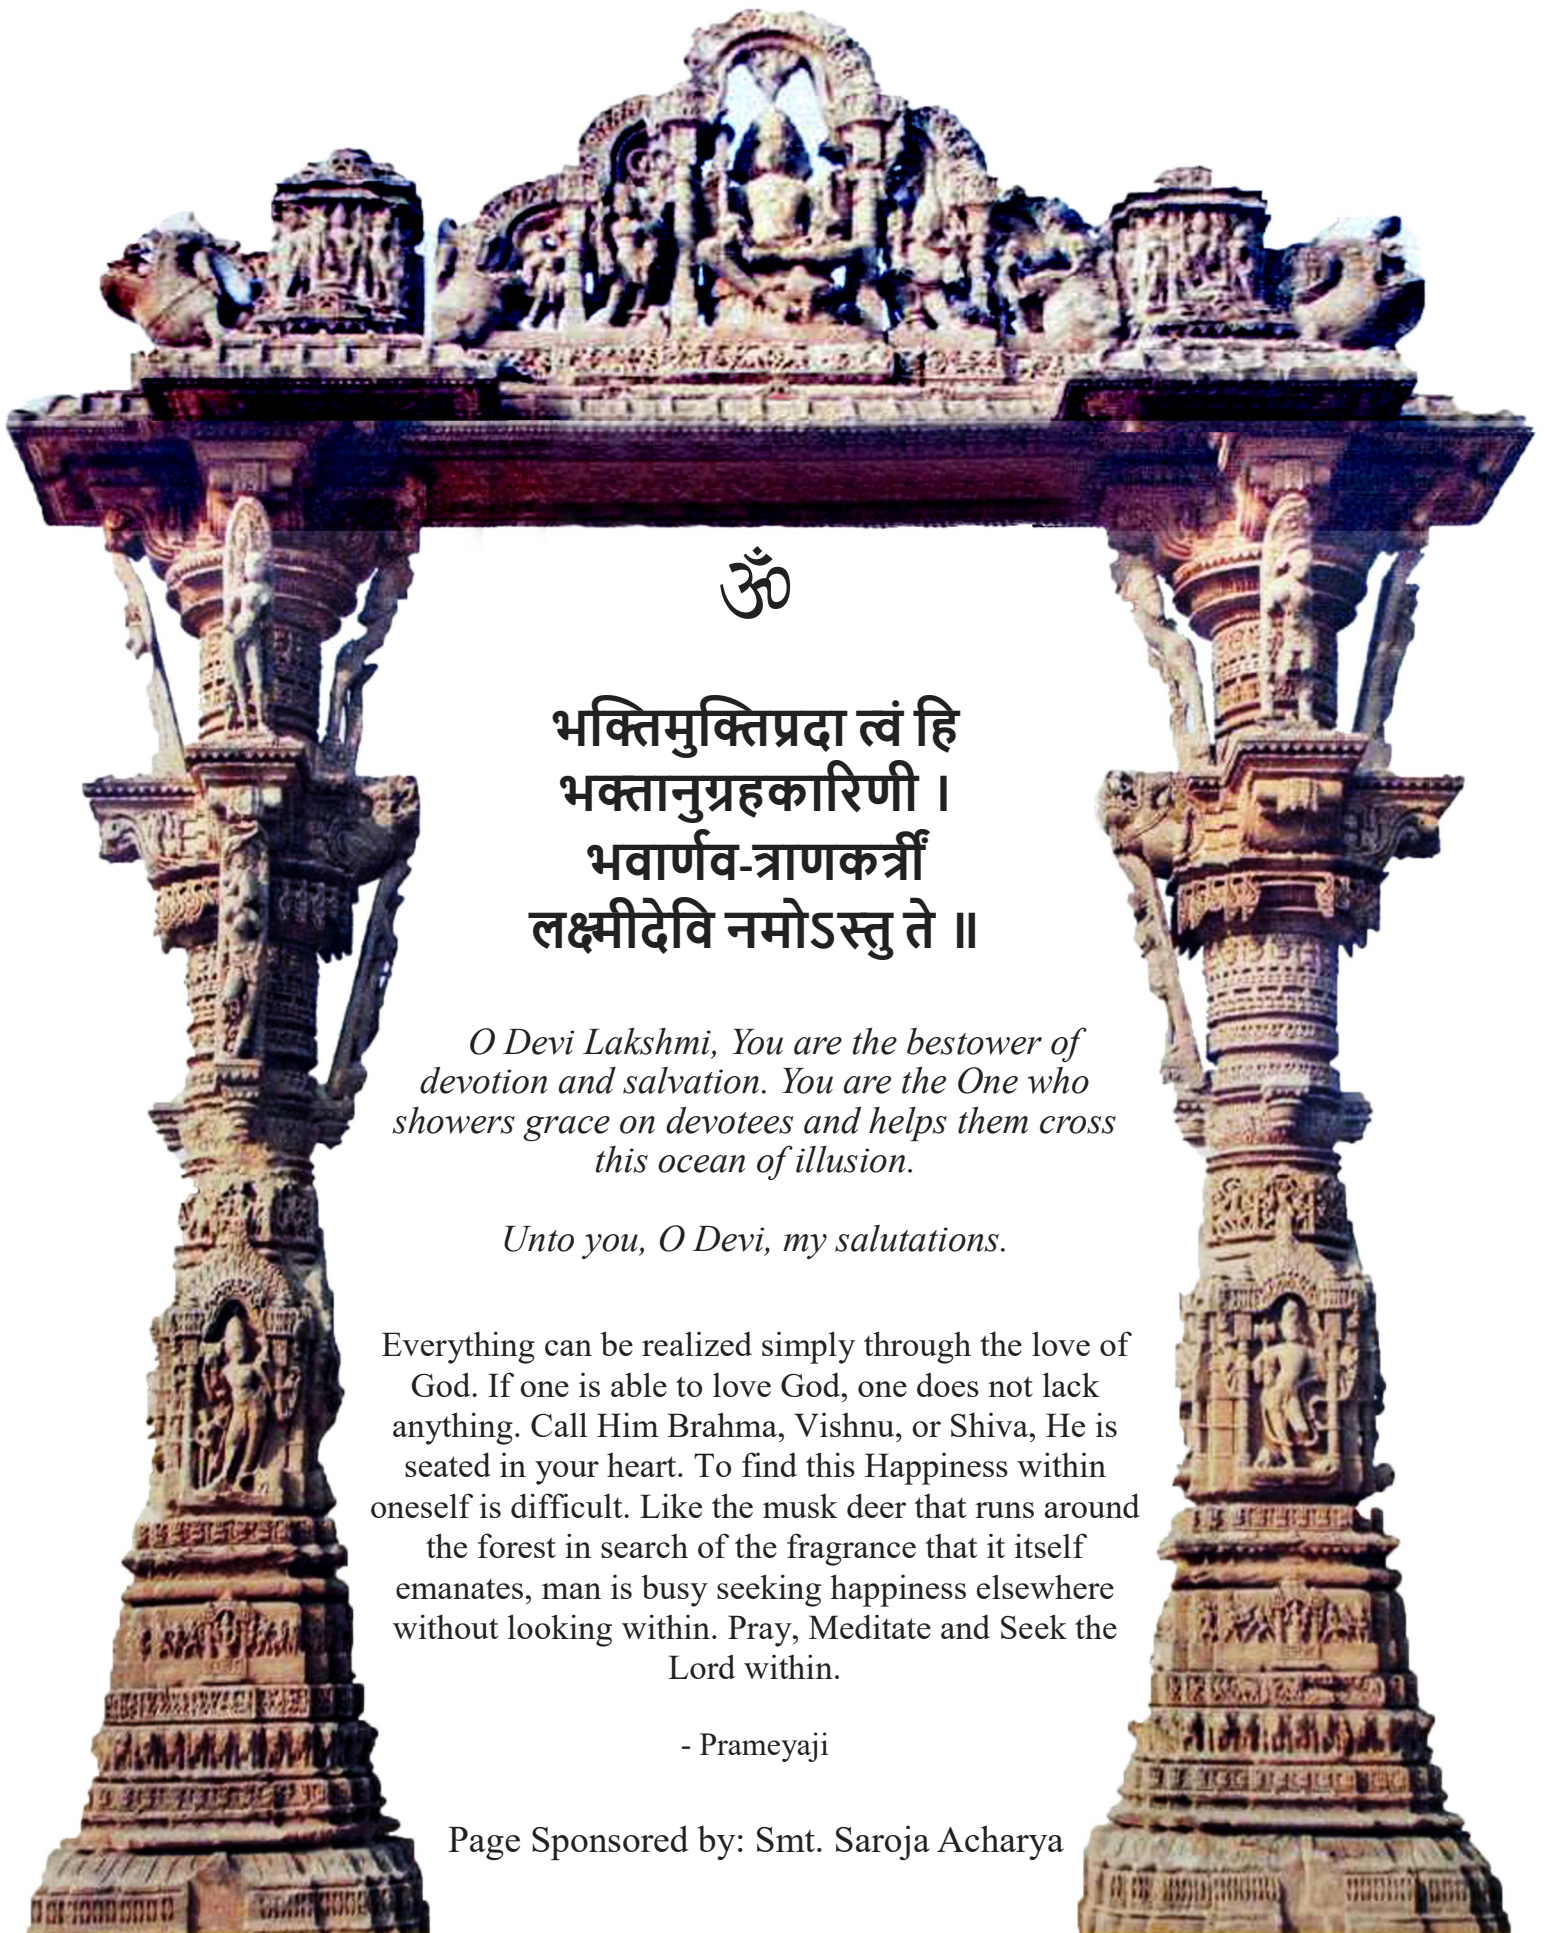 ॐ
भक्तिमुक्तिप्रदा त्वं हि
भक्तानुग्रहकारिणी ।
भवार्णव-त्राणकर्त्रीं
लक्ष्मीदेवि नमोऽस्तु ते ॥
O Devi Lakshmi, You are the bestower of
devotion and salvation. You are the One who
showers grace on devotees and helps them cross
this ocean of illusion.
Unto you, O Devi, my salutations.
Everything can be realized simply through the love of
God. If one is able to love God, one does not lack
anything. Call Him Brahma, Vishnu, or Shiva, He is
seated in your heart. To find this Happiness within
oneself is difficult. Like the musk deer that runs around
the forest in search of the fragrance that it itself
emanates, man is busy seeking happiness elsewhere
without looking within. Pray, Meditate and Seek the
Lord within.
- Prameyaji
Page Sponsored by: Smt. Saroja Acharya